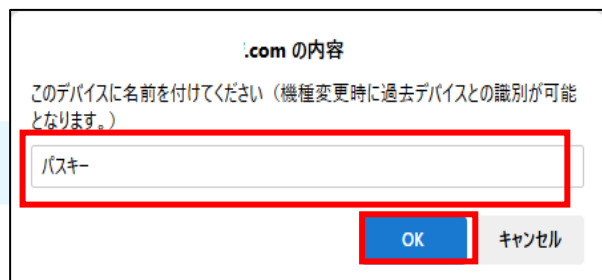 .com の内容
このデバイスに名前を付けてください（機種変更時に過去デバイスとの識別が可能
となります。）
パスキー
OK
キャンセル